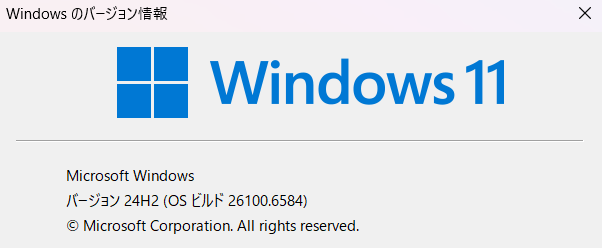 Windows のバージョン情報
Windows 11
Microsoft Windows
バージョン 24H2 (OS ビルド 26100.6584)
© Microsoft Corporation. All rights reserved.